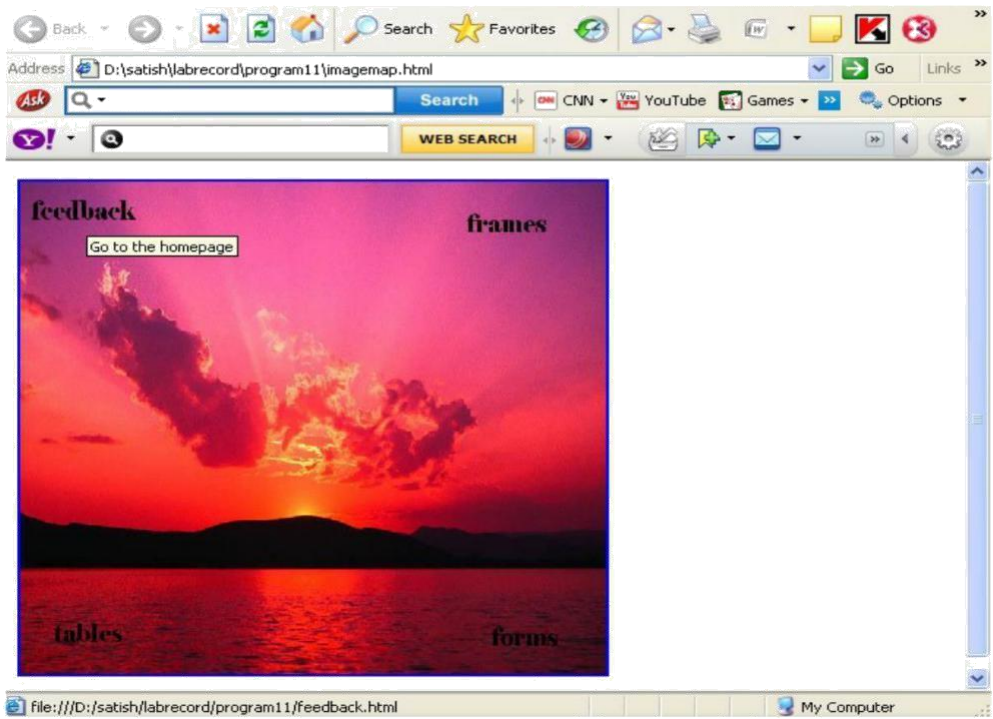 Back Search Favorites
Address D:\satish\labrecord\program11\imagemap.html Go Links
Ask Search CNN YouTube Games Options
Y! WEB SEARCH
feedback
frames
Go to the homepage
tables
forms
file:///D:/satish/labrecord/program11/feedback.html My Computer